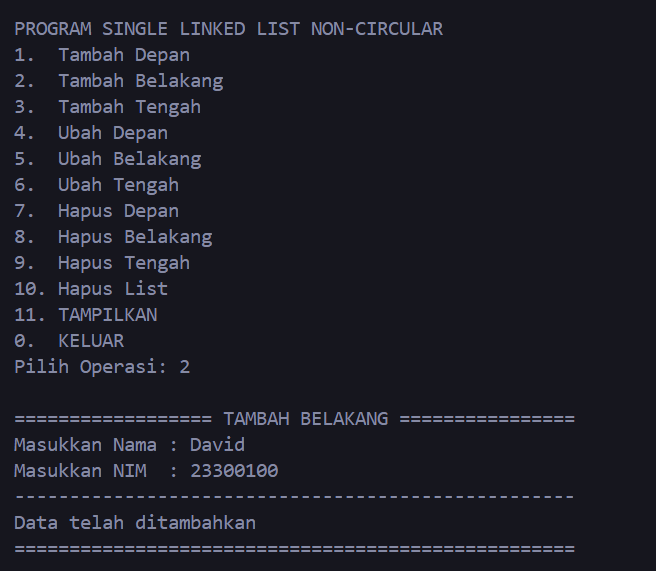 PROGRAM SINGLE LINKED LIST NON-CIRCULAR
1.  Tambah Depan
2.  Tambah Belakang
3.  Tambah Tengah
4.  Ubah Depan
5.  Ubah Belakang
6.  Ubah Tengah
7.  Hapus Depan
8.  Hapus Belakang
9.  Hapus Tengah
10. Hapus List
11. TAMPILKAN
0.  KELUAR
Pilih Operasi: 2
================== TAMBAH BELAKANG ================
Masukkan Nama : David
Masukkan NIM  : 23300100
---------------------------------------------------
Data telah ditambahkan
===================================================